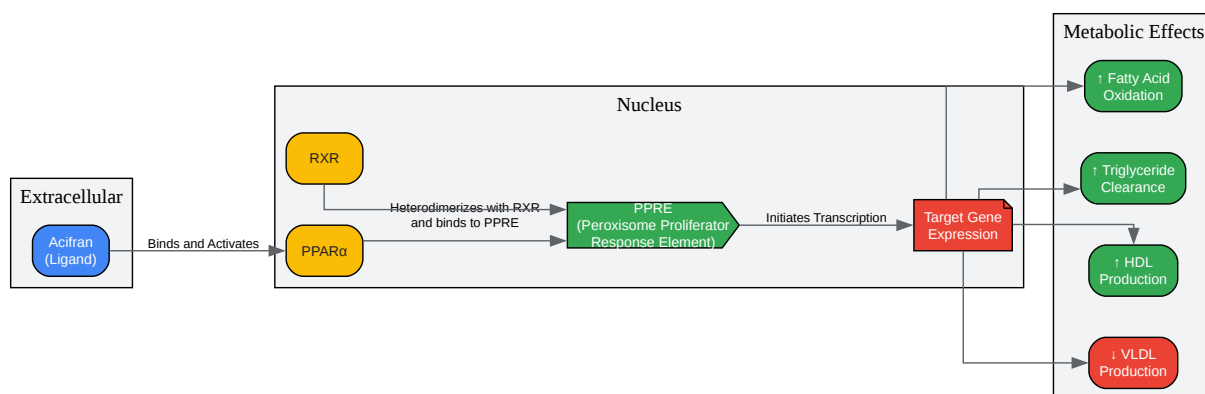 Extracellular
Acifran
(Ligand)
Binds and Activates
Nucleus
RXR
PPARα
Heterodimerizes with RXR
and binds to PPRE
PPRE
(Peroxisome Proliferator
Response Element)
Initiates Transcription
Target Gene
Expression
Metabolic Effects
↑ Fatty Acid
Oxidation
↑ Triglyceride
Clearance
↑ HDL
Production
↓ VLDL
Production